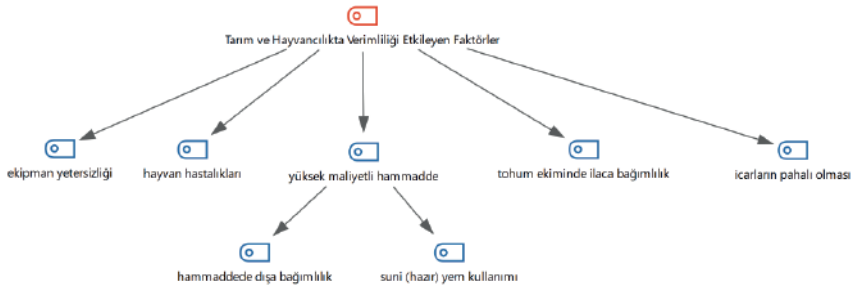 Tarım ve Hayvancılıkta Verimliliği Etkileyen Faktörler
ekipman yetersizliği
hayvan hastalıkları
yüksek maliyetli hammadde
tohum ekiminde ilaca bağımlılık
icarların pahalı olması
hammaddede dışa bağımlılık
suni (hazır) yem kullanımı